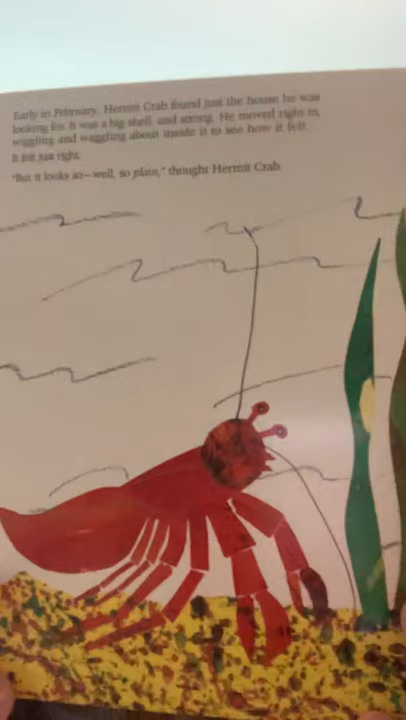 Early in February, Hermit Crab found just the house he was
looking for. It was a big shell, and strong. He moved right in,
wiggling and waggling about inside it to see how it felt.
It felt just right.
"But it looks so—well, so plain," thought Hermit Crab.